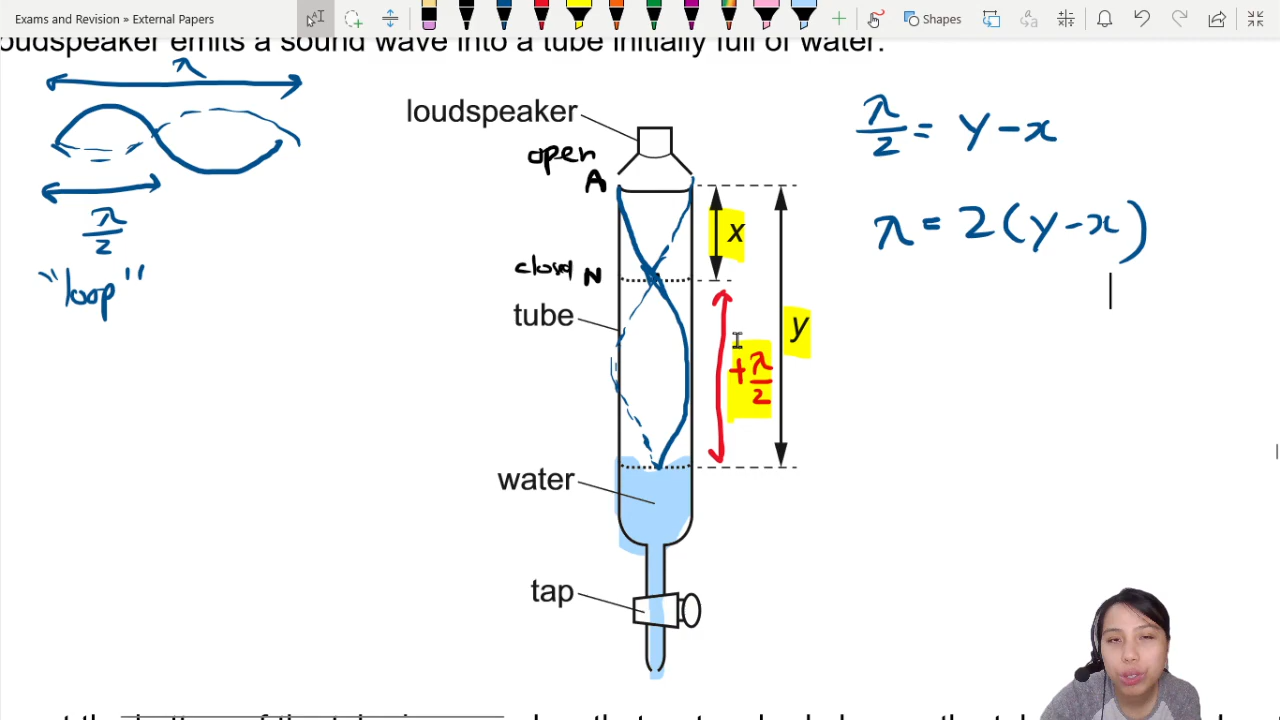 Exams and Revision » External Papers
Shapes
oudspeaker emits a sound wave into a tube initially full of water.
λ
λ/2
"loop"
loudspeaker
open
A
x
closed N
tube
y
+λ/2
water
tap
λ/2 = y-x
λ = 2(y-x)